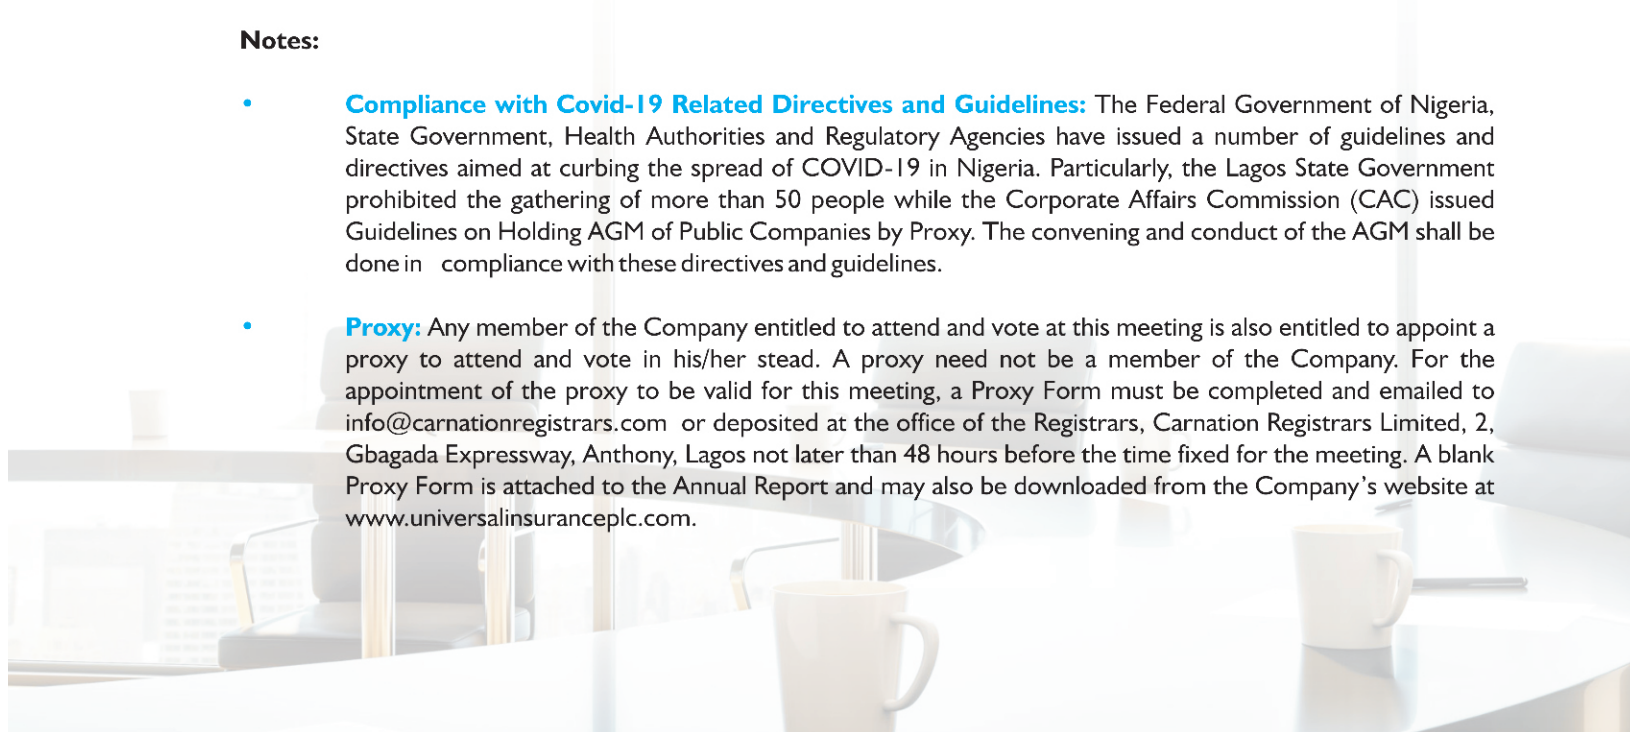 Notes:
• Compliance with Covid-19 Related Directives and Guidelines: The Federal Government of Nigeria,
State Government, Health Authorities and Regulatory Agencies have issued a number of guidelines and
directives aimed at curbing the spread of COVID-19 in Nigeria. Particularly, the Lagos State Government
prohibited the gathering of more than 50 people while the Corporate Affairs Commission (CAC) issued
Guidelines on Holding AGM of Public Companies by Proxy. The convening and conduct of the AGM shall be
done in compliance with these directives and guidelines.
• Proxy: Any member of the Company entitled to attend and vote at this meeting is also entitled to appoint a
proxy to attend and vote in his/her stead. A proxy need not be a member of the Company. For the
appointment of the proxy to be valid for this meeting, a Proxy Form must be completed and emailed to
info@carnationregistrars.com or deposited at the office of the Registrars, Carnation Registrars Limited, 2,
Gbagada Expressway, Anthony, Lagos not later than 48 hours before the time fixed for the meeting. A blank
Proxy Form is attached to the Annual Report and may also be downloaded from the Company's website at
www.universalinsuranceplc.com.